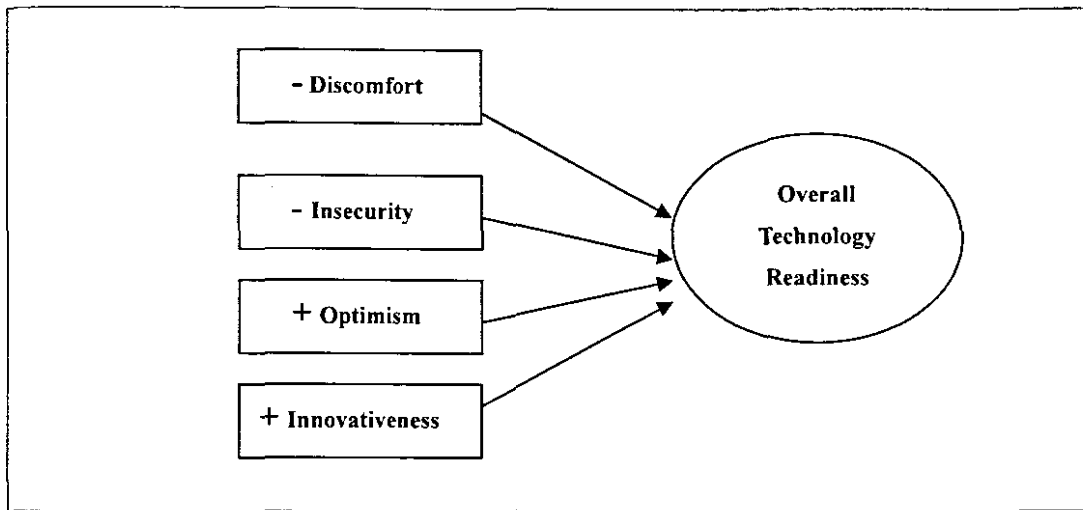 - Discomfort
- Insecurity
+ Optimism
+ Innovativeness
Overall
Technology
Readiness